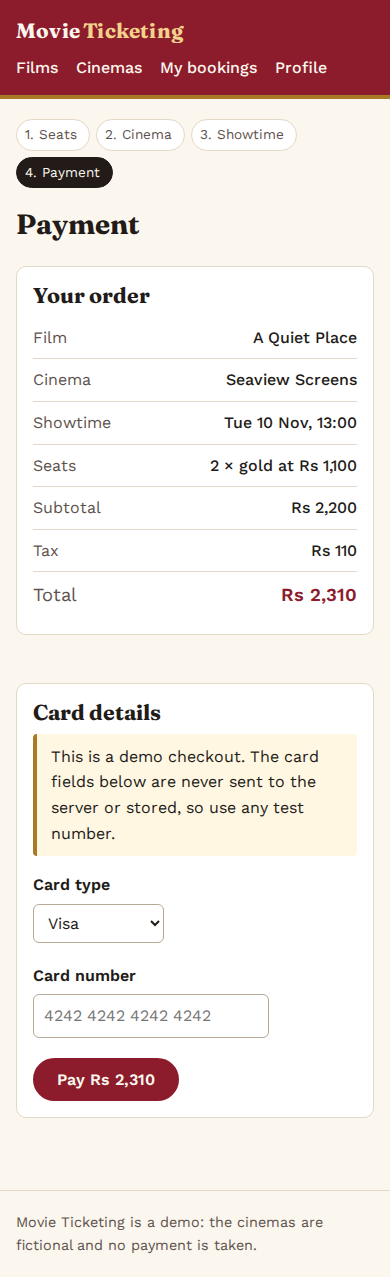 Movie Ticketing
Films Cinemas My bookings Profile
1. Seats 2. Cinema 3. Showtime
4. Payment
Payment
Your order
Film A Quiet Place
Cinema Seaview Screens
Showtime Tue 10 Nov, 13:00
Seats 2 × gold at Rs 1,100
Subtotal Rs 2,200
Tax Rs 110
Total Rs 2,310
Card details
This is a demo checkout. The card
fields below are never sent to the
server or stored, so use any test
number.
Card type
Visa
Card number
4242 4242 4242 4242
Pay Rs 2,310
Movie Ticketing is a demo: the cinemas are
fictional and no payment is taken.